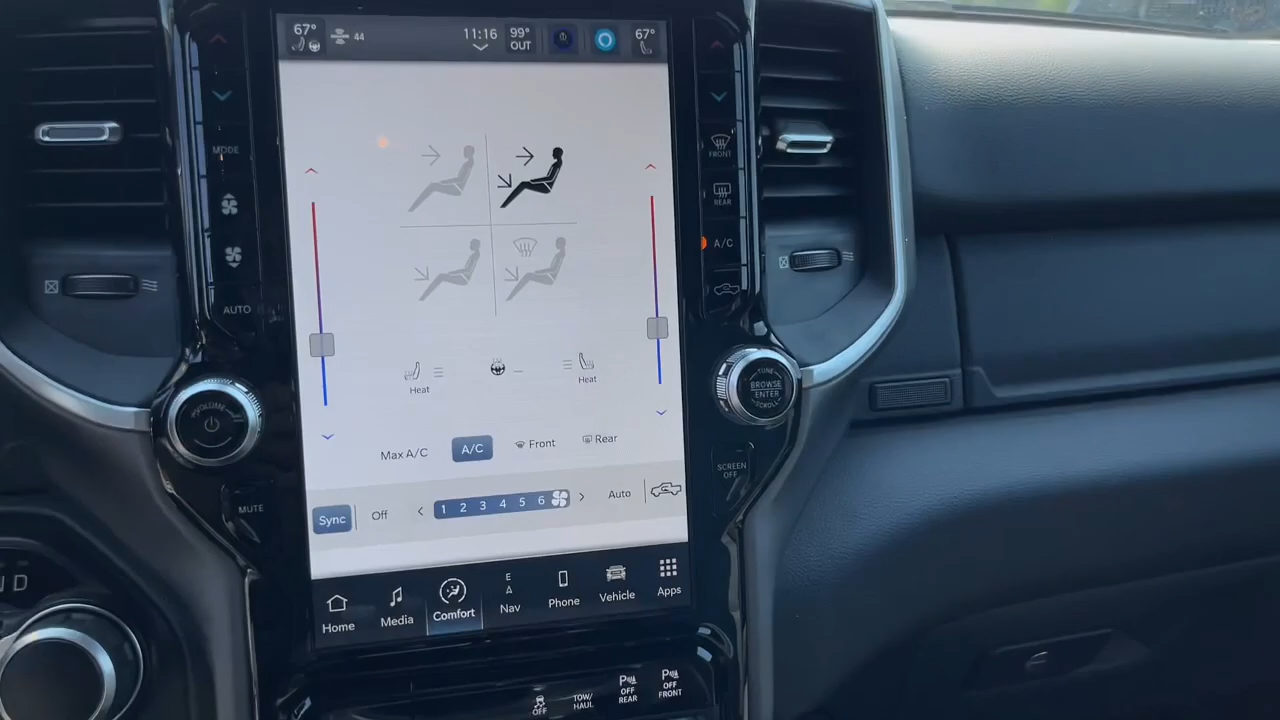 67°
44
11:16
99°
OUT
67°
MODE
FRONT
REAR
A/C
AUTO
Heat
Heat
Max A/C
A/C
Front
Rear
VOLUME
TUNE
BROWSE
ENTER
SCROLL
SCREEN
OFF
MUTE
Sync
Off
1 2 3 4 5 6
Auto
E
Home
Media
Comfort
Nav
Phone
Vehicle
Apps
N D
OFF
TOW/
HAUL
OFF
REAR
OFF
FRONT